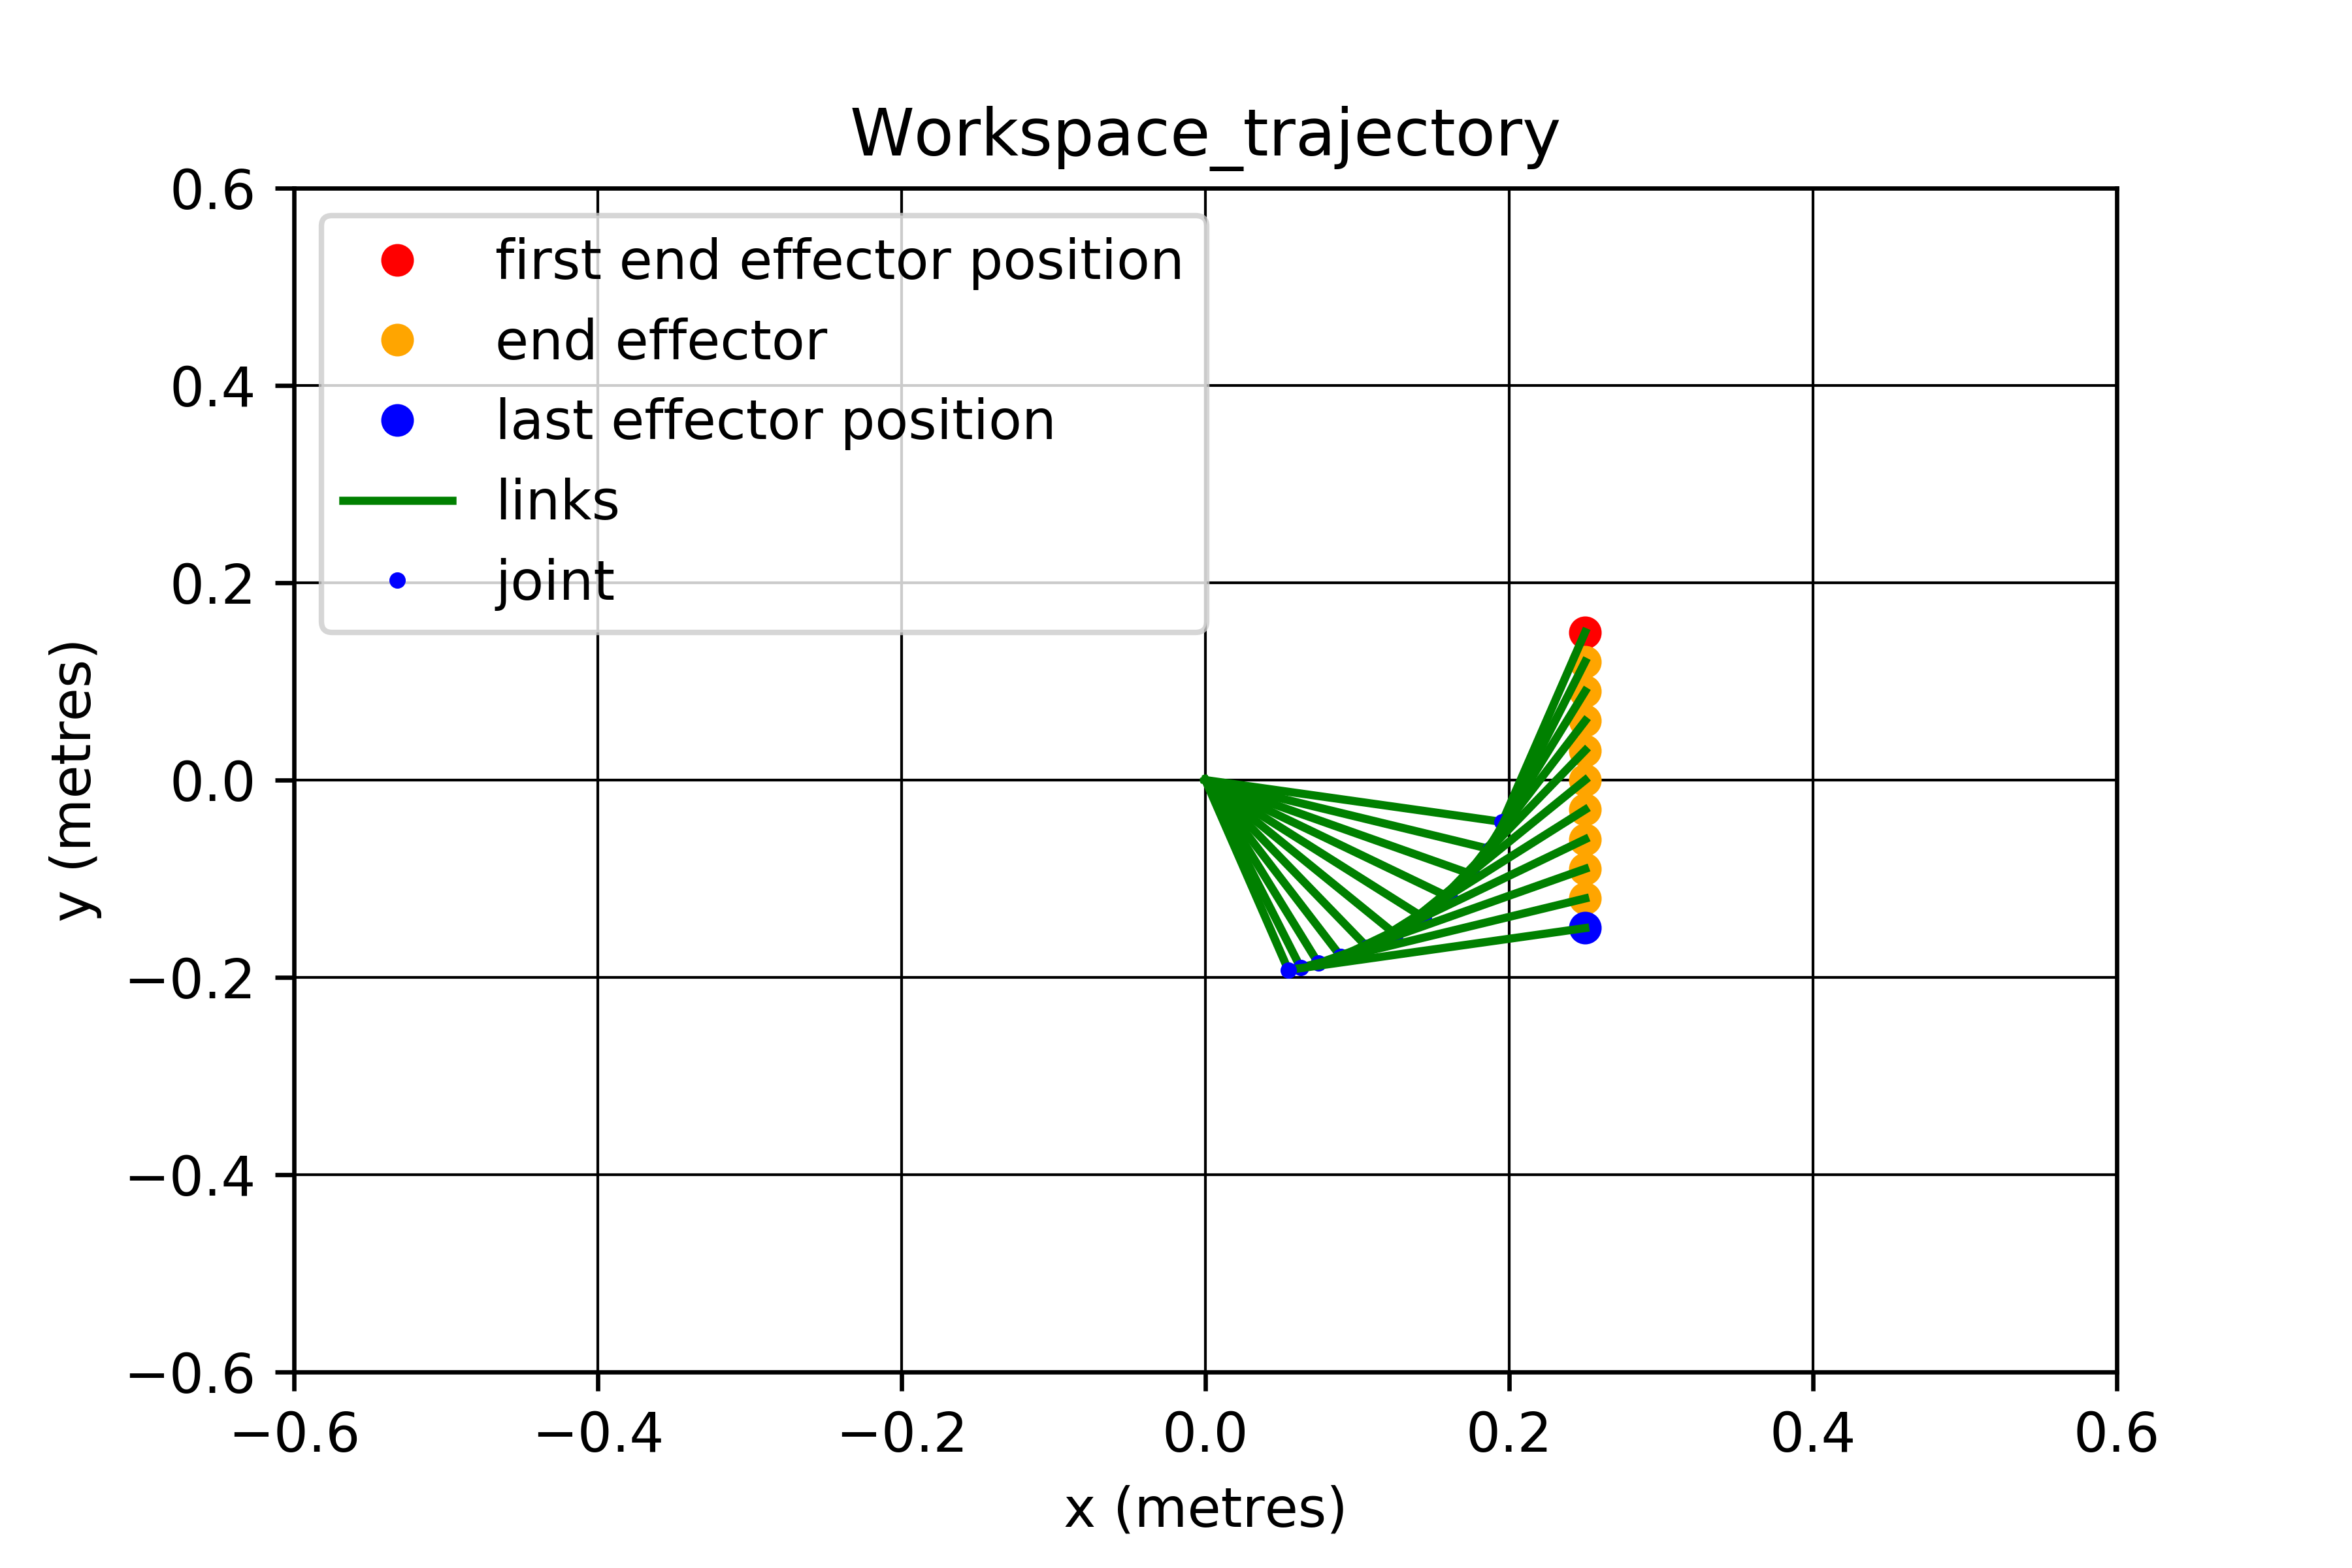 Workspace_trajectory
first end effector position
end effector
last effector position
links
joint
y (metres)
0.6
0.4
0.2
0.0
−0.2
−0.4
−0.6
−0.6 −0.4 −0.2 0.0 0.2 0.4 0.6
x (metres)